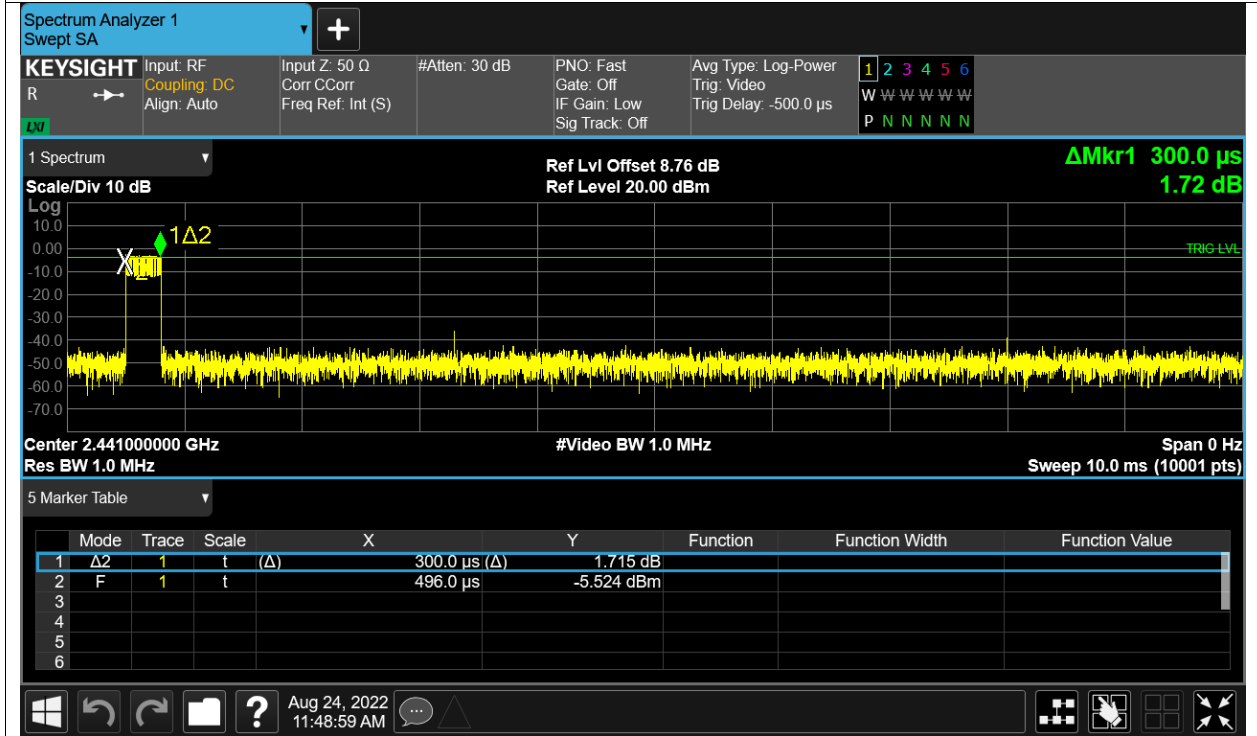 Spectrum Analyzer 1
Swept SA
+
KEYSIGHT
R
LXI
Input: RF
Coupling: DC
Align: Auto
Input Z: 50 Ω
Corr CCorr
Freq Ref: Int (S)
#Atten: 30 dB
PNO: Fast
Gate: Off
IF Gain: Low
Sig Track: Off
Avg Type: Log-Power
Trig: Video
Trig Delay: -500.0 µs
1 2 3 4 5 6
W W W W W W
P N N N N N
1 Spectrum
Scale/Div 10 dB
Ref Lvl Offset 8.76 dB
Ref Level 20.00 dBm
ΔMkr1 300.0 µs
1.72 dB
Log
10.0
0.00
-10.0
-20.0
-30.0
-40.0
-50.0
-60.0
-70.0
X
1Δ2
TRIG LVL
Center 2.441000000 GHz
#Video BW 1.0 MHz
Span 0 Hz
Res BW 1.0 MHz
Sweep 10.0 ms (10001 pts)
5 Marker Table
Mode Trace Scale X Y Function Function Width Function Value
1 Δ2 1 t (Δ) 300.0 µs (Δ) 1.715 dB
2 F 1 t 496.0 µs -5.524 dBm
3
4
5
6
?
Aug 24, 2022
11:48:59 AM